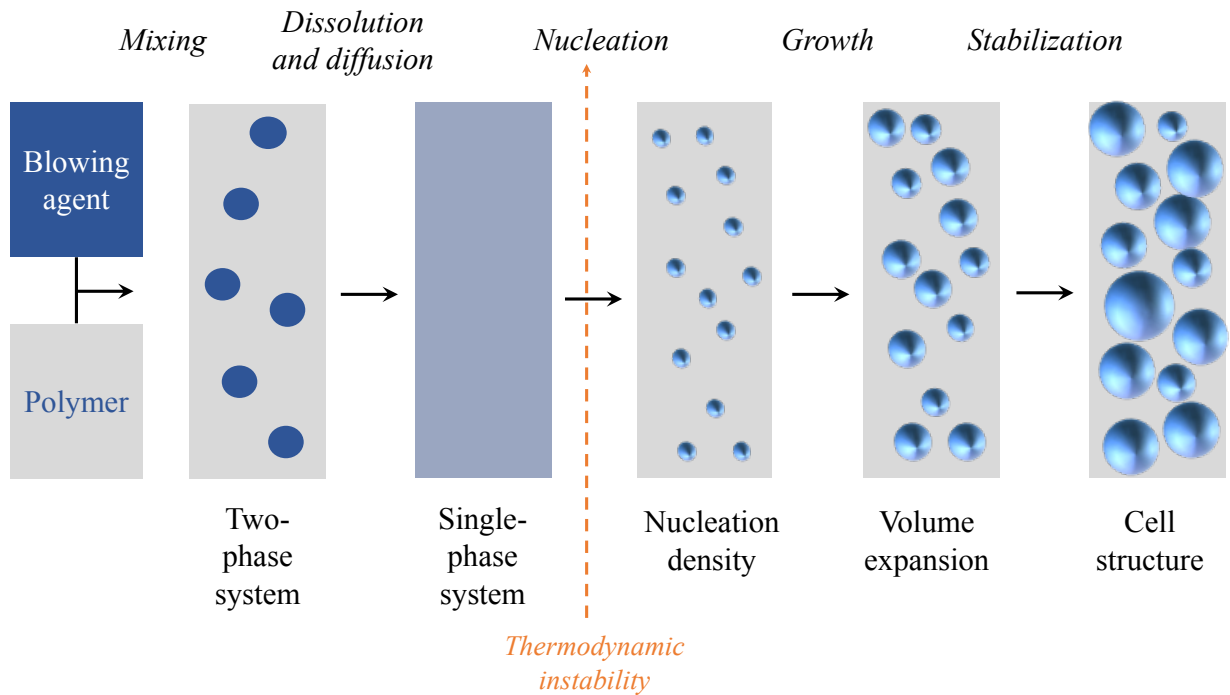 Mixing
Dissolution
and diffusion
Nucleation
Growth
Stabilization
Blowing
agent
Polymer
Two-
phase
system
Single-
phase
system
Nucleation
density
Volume
expansion
Cell
structure
Thermodynamic
instability